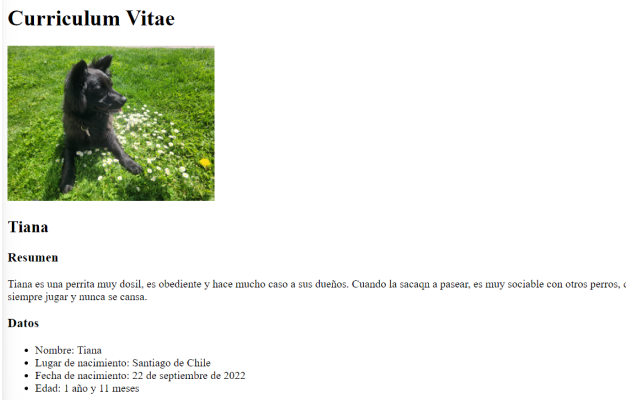 Curriculum Vitae
Tiana
Resumen
Tiana es una perrita muy dosil, es obediente y hace mucho caso a sus dueños. Cuando la sacaqn a pasear, es muy sociable con otros perros,
siempre jugar y nunca se cansa.
Datos
Nombre: Tiana
Lugar de nacimiento: Santiago de Chile
Fecha de nacimiento: 22 de septiembre de 2022
Edad: 1 año y 11 meses